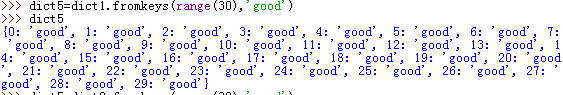 >>> dict5=dict1.fromkeys(range(30),'good')
>>> dict5
{0: 'good', 1: 'good', 2: 'good', 3: 'good', 4: 'good', 5: 'good', 6: 'good', 7:
'good', 8: 'good', 9: 'good', 10: 'good', 11: 'good', 12: 'good', 13: 'good', 1
4: 'good', 15: 'good', 16: 'good', 17: 'good', 18: 'good', 19: 'good', 20: 'good
', 21: 'good', 22: 'good', 23: 'good', 24: 'good', 25: 'good', 26: 'good', 27: '
good', 28: 'good', 29: 'good'}